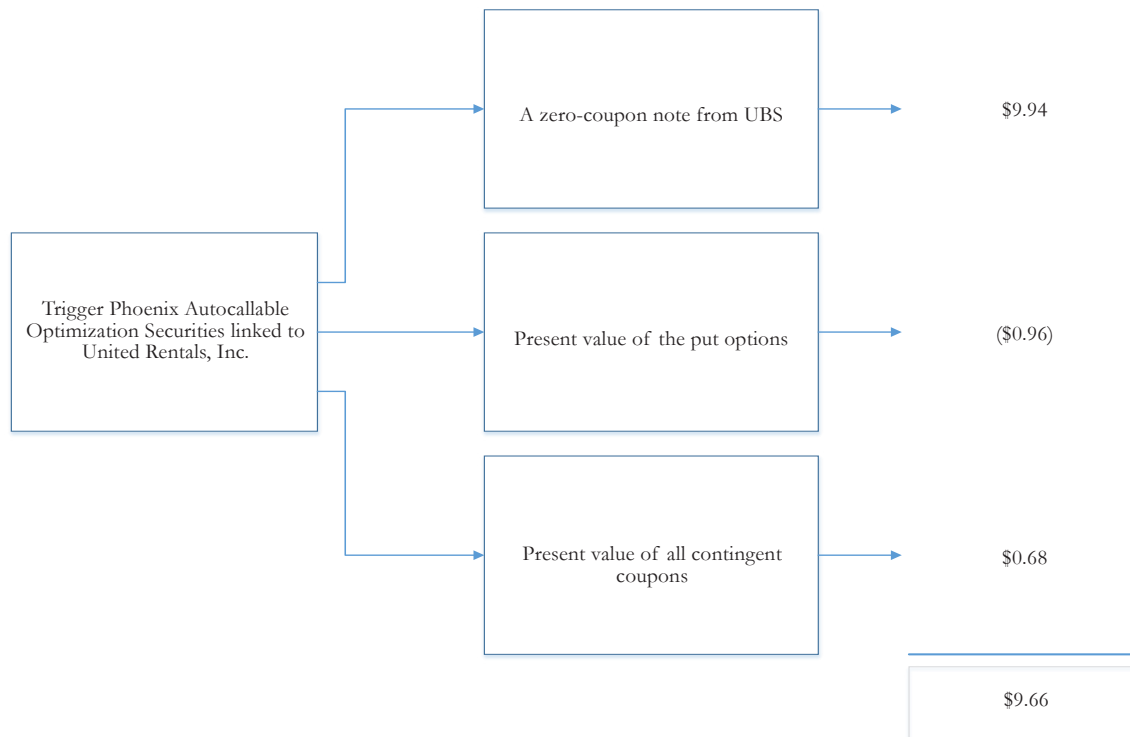 A zero-coupon note from UBS
$9.94
Trigger Phoenix Autocallable
Optimization Securities linked to
United Rentals, Inc.
Present value of the put options
($0.96)
Present value of all contingent
coupons
$0.68
$9.66